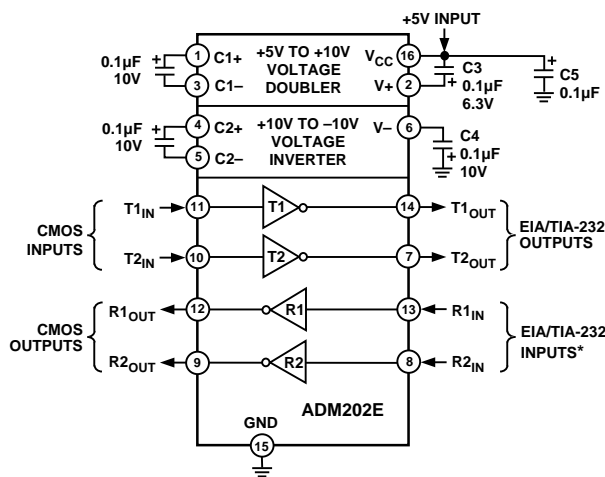 +5V INPUT
0.1µF
10V
+
1
C1+
3
C1–
+5V TO +10V
VOLTAGE
DOUBLER
VCC
16
V+
2
+
C3
0.1µF
6.3V
+
C5
0.1µF
0.1µF
10V
+
4
C2+
5
C2–
+10V TO –10V
VOLTAGE
INVERTER
V–
6
C4
+
0.1µF
10V
CMOS
INPUTS
T1IN
11
T1
14
T1OUT
T2IN
10
T2
7
T2OUT
EIA/TIA-232
OUTPUTS
CMOS
OUTPUTS
R1OUT
12
R1
13
R1IN
R2OUT
9
R2
8
R2IN
EIA/TIA-232
INPUTS*
GND
ADM202E
15